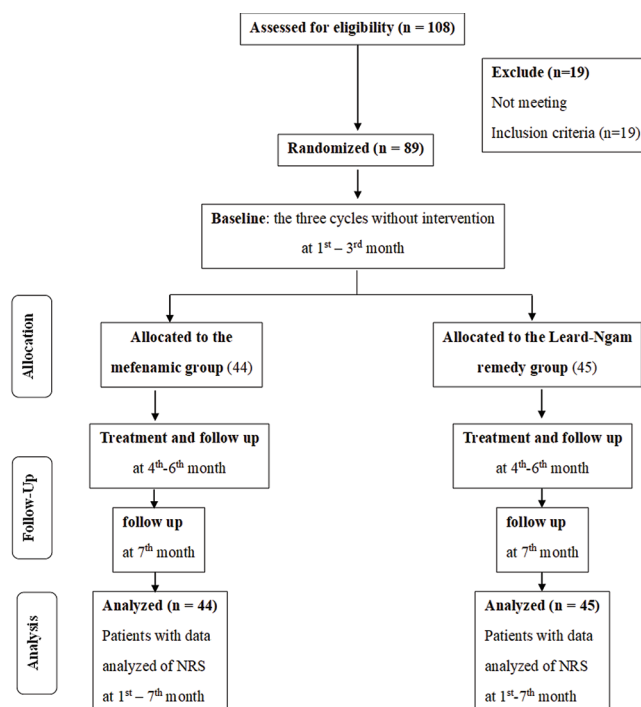 Assessed for eligibility (n = 108)
Exclude (n=19)
Not meeting
Inclusion criteria (n=19)
Randomized (n = 89)
Baseline: the three cycles without intervention
at 1st – 3rd month
Allocation
Allocated to the
mefenamic group (44)
Allocated to the Leard-Ngam
remedy group (45)
Follow-Up
Treatment and follow up
at 4th-6th month
Treatment and follow up
at 4th-6th month
follow up
at 7th month
follow up
at 7th month
Analysis
Analyzed (n = 44)
Patients with data
analyzed of NRS
at 1st – 7th month
Analyzed (n = 45)
Patients with data
analyzed of NRS
at 1st-7th month